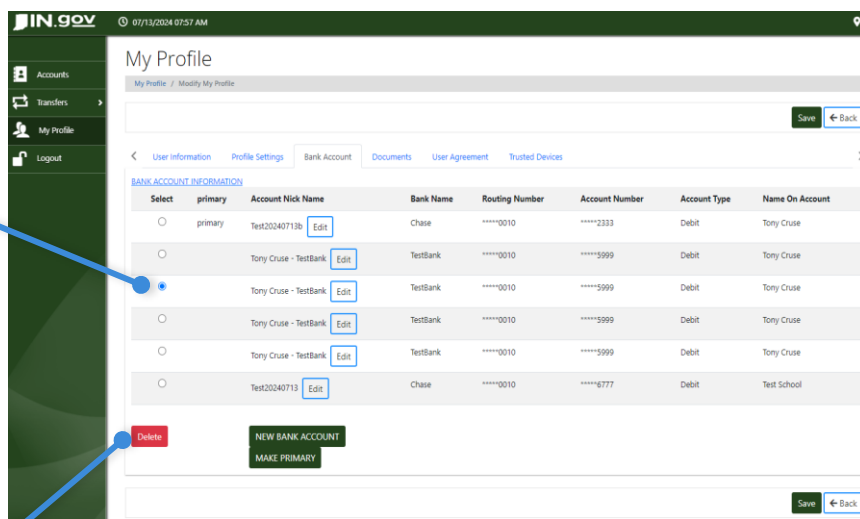 IN.gov 07/13/2024 07:57 AM
My Profile
My Profile / Modify My Profile
Accounts
Transfers
My Profile
Logout
Save Back
User Information Profile Settings Bank Account Documents User Agreement Trusted Devices
BANK ACCOUNT INFORMATION
Select primary Account Nick Name Bank Name Routing Number Account Number Account Type Name On Account
primary Test20240713b Edit Chase *****0010 *****2333 Debit Tony Cruse
Tony Cruse - TestBank Edit TestBank *****0010 *****5999 Debit Tony Cruse
Tony Cruse - TestBank Edit TestBank *****0010 *****5999 Debit Tony Cruse
Tony Cruse - TestBank Edit TestBank *****0010 *****5999 Debit Tony Cruse
Tony Cruse - TestBank Edit TestBank *****0010 *****5999 Debit Tony Cruse
Test20240713 Edit Chase *****0010 *****6777 Debit Test School
Delete NEW BANK ACCOUNT
MAKE PRIMARY
Save Back